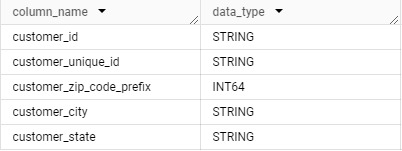 column_name data_type
customer_id STRING
customer_unique_id STRING
customer_zip_code_prefix INT64
customer_city STRING
customer_state STRING